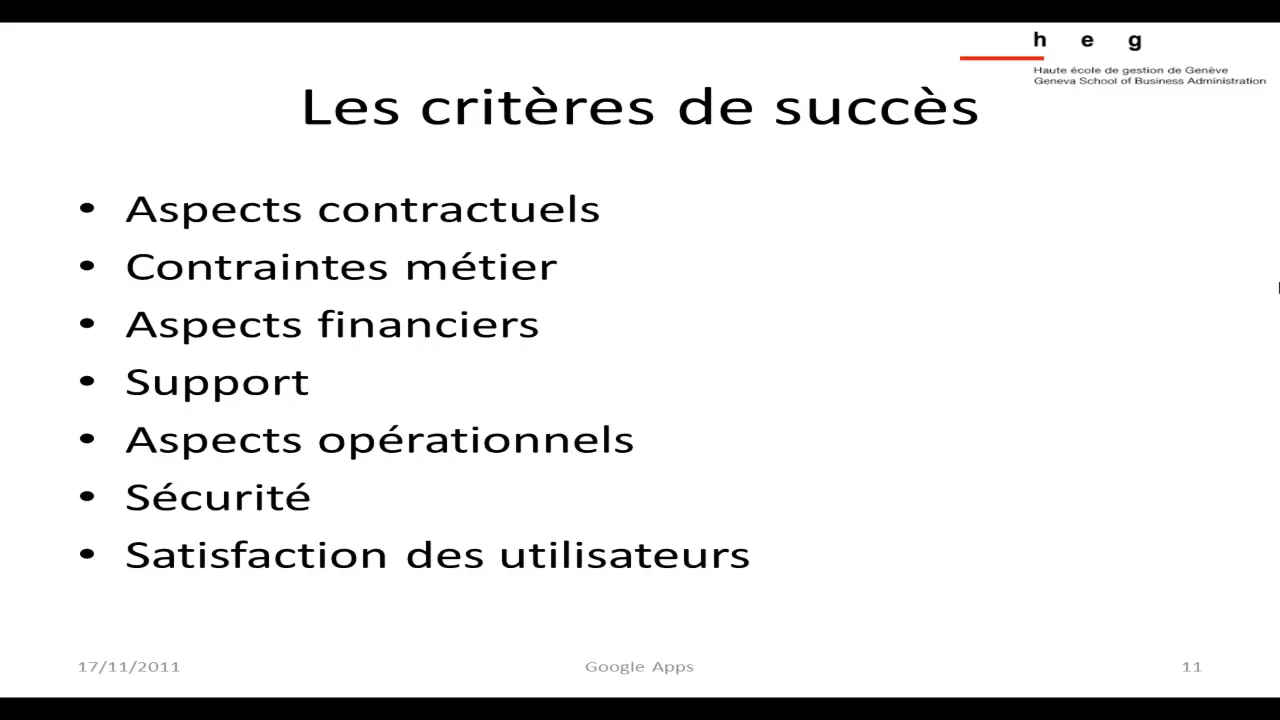 h e g
Haute école de gestion de Genève
Geneva School of Business Administration
Les critères de succès
• Aspects contractuels
• Contraintes métier
• Aspects financiers
• Support
• Aspects opérationnels
• Sécurité
• Satisfaction des utilisateurs
17/11/2011 Google Apps 11